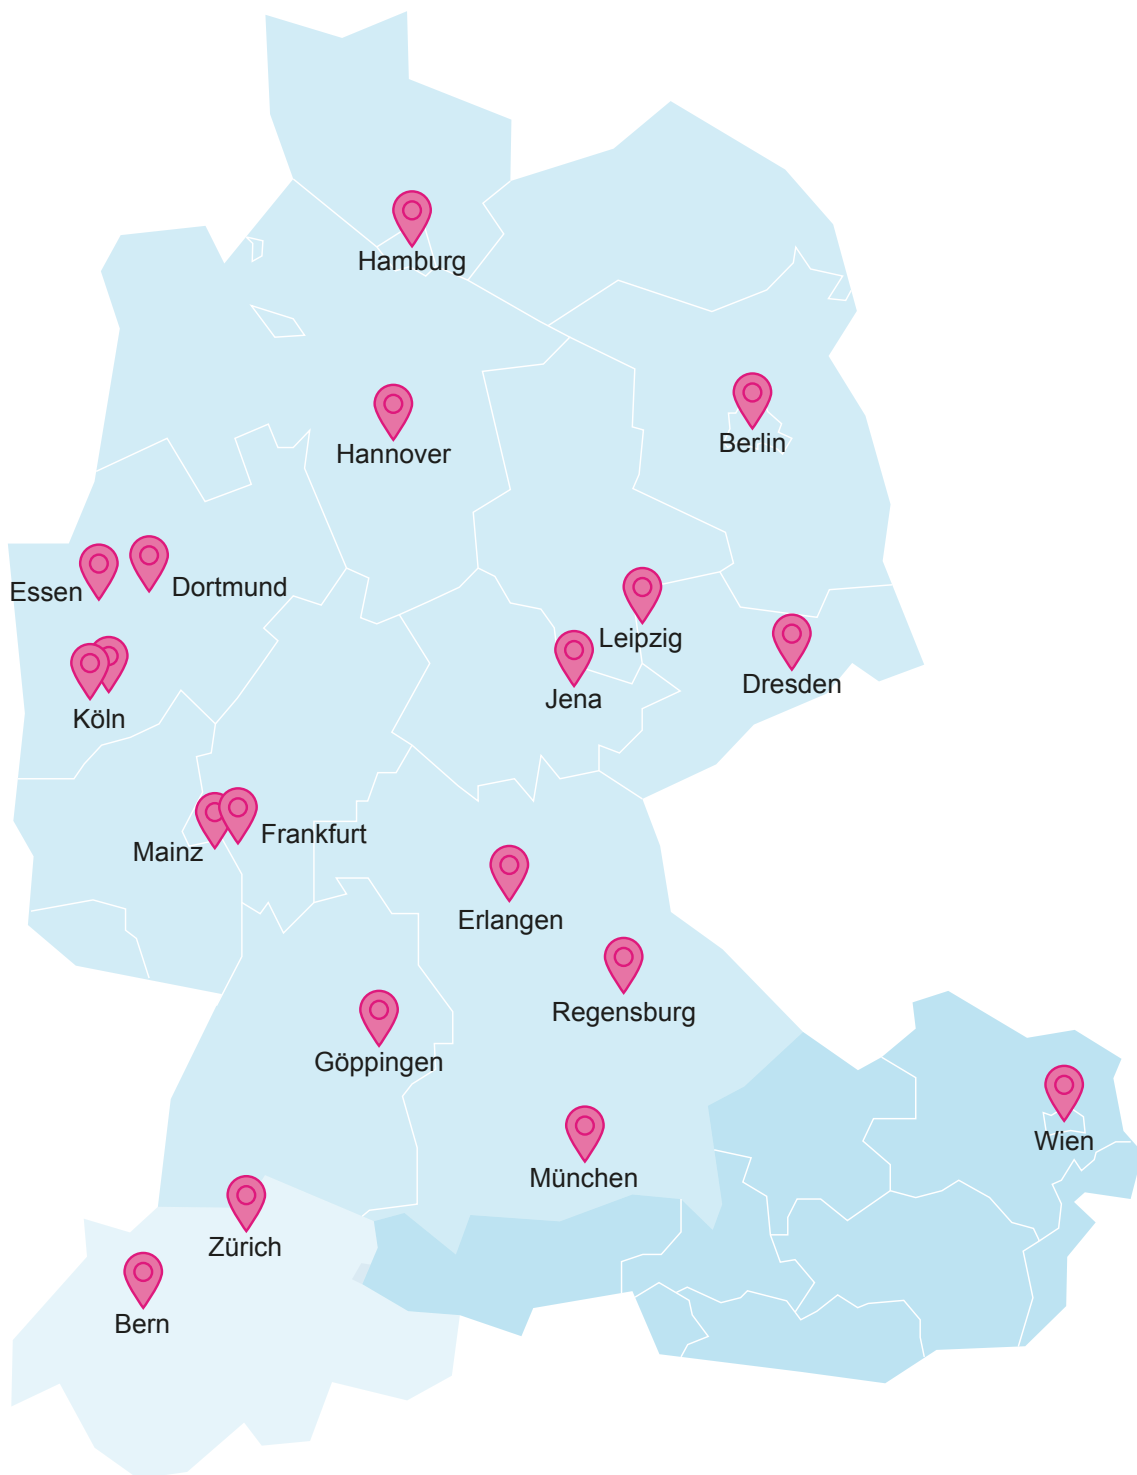 Hamburg
Berlin
Hannover
Essen
Dortmund
Leipzig
Dresden
Jena
Köln
Frankfurt
Mainz
Erlangen
Regensburg
Göppingen
Wien
München
Zürich
Bern